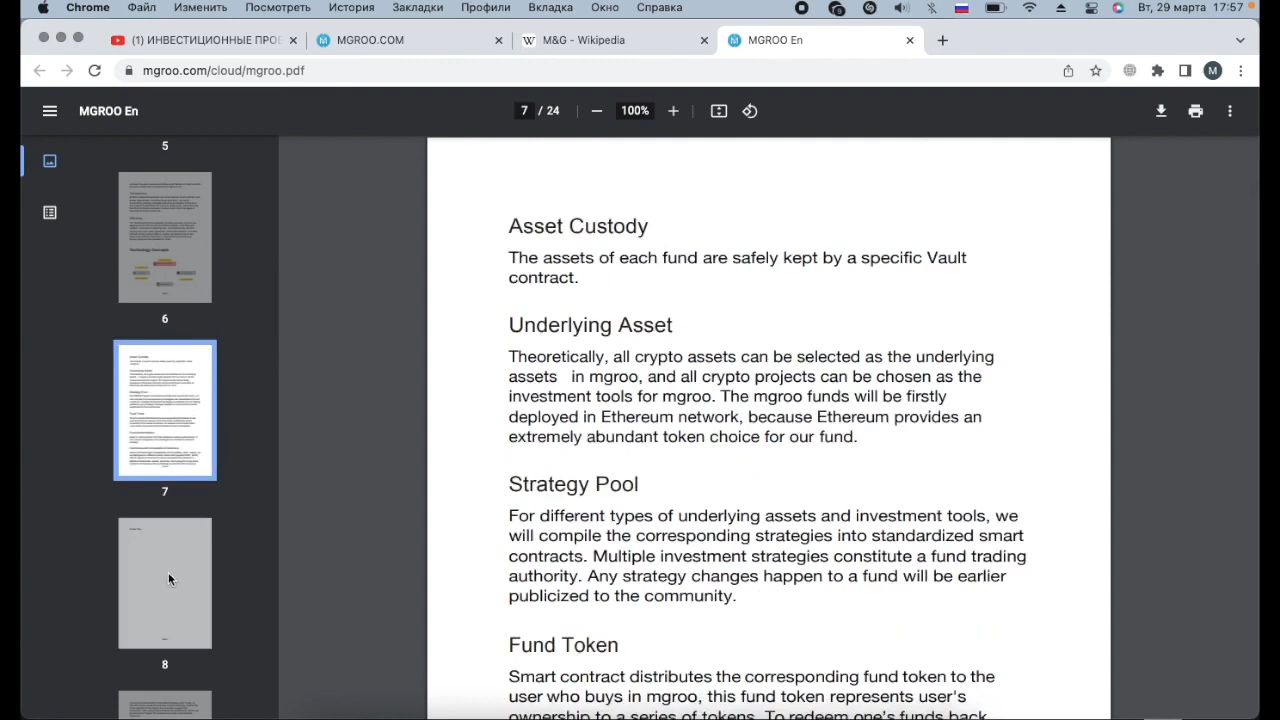 Chrome Файл Изменить Посмотреть История Закладки Профили Вкладка Окно Справка Вт, 29 марта 17:57
(1) ИНВЕСТИЦИОННЫЕ ПРОЕ MGROO.COM W M&G - Wikipedia MGROO En
mgroo.com/cloud/mgroo.pdf M
MGROO En 7 / 24 100%
5
6
7
8
Asset Custody
The assets of each fund are safely kept by a specific Vault
contract.
Underlying Asset
Theoretically, all crypto assets can be selected as the underlying
assets in mgroo, and all crypto projects can be chosen as the
investment tools for mgroo. The mgroo funds will be firstly
deployed in Ethereum network, because Ethereum provides an
extremely abundant token choice for our fund.
Strategy Pool
For different types of underlying assets and investment tools, we
will compile the corresponding strategies into standardized smart
contracts. Multiple investment strategies constitute a fund trading
authority. Any strategy changes happen to a fund will be earlier
publicized to the community.
Fund Token
Smart contract distributes the corresponding fund token to the
user who buys in mgroo, this fund token represents user's
ownership to a series of tokens. To redeem one's funds back